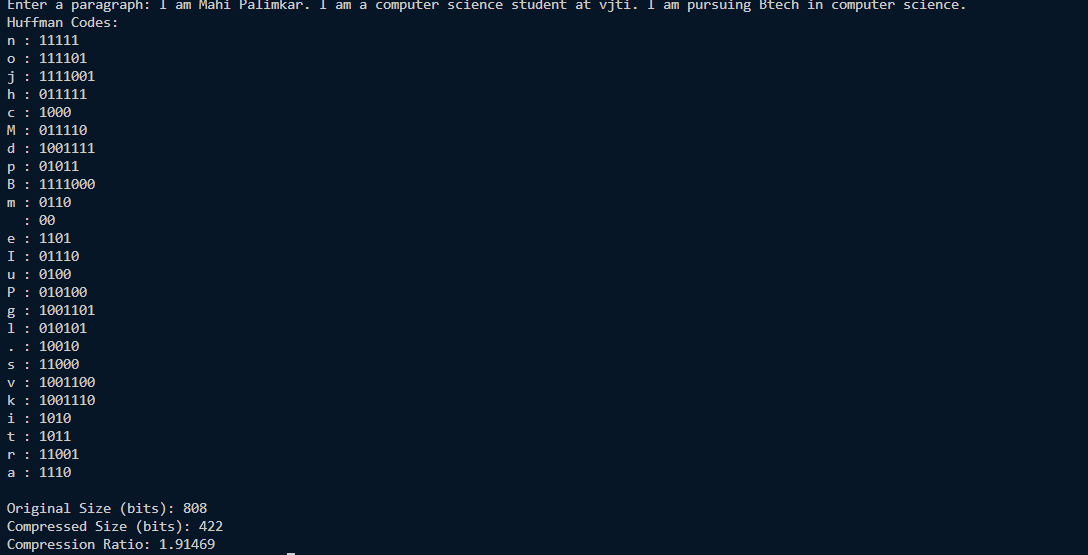 Enter a paragraph: I am Mahi Palimkar. I am a computer science student at vjti. I am pursuing Btech in computer science.
Huffman Codes:
n : 11111
o : 111101
j : 1111001
h : 011111
c : 1000
M : 011110
d : 1001111
p : 01011
B : 1111000
m : 0110
  : 00
e : 1101
I : 01110
u : 0100
P : 010100
g : 1001101
l : 010101
. : 10010
s : 11000
v : 1001100
k : 1001110
i : 1010
t : 1011
r : 11001
a : 1110
Original Size (bits): 808
Compressed Size (bits): 422
Compression Ratio: 1.91469